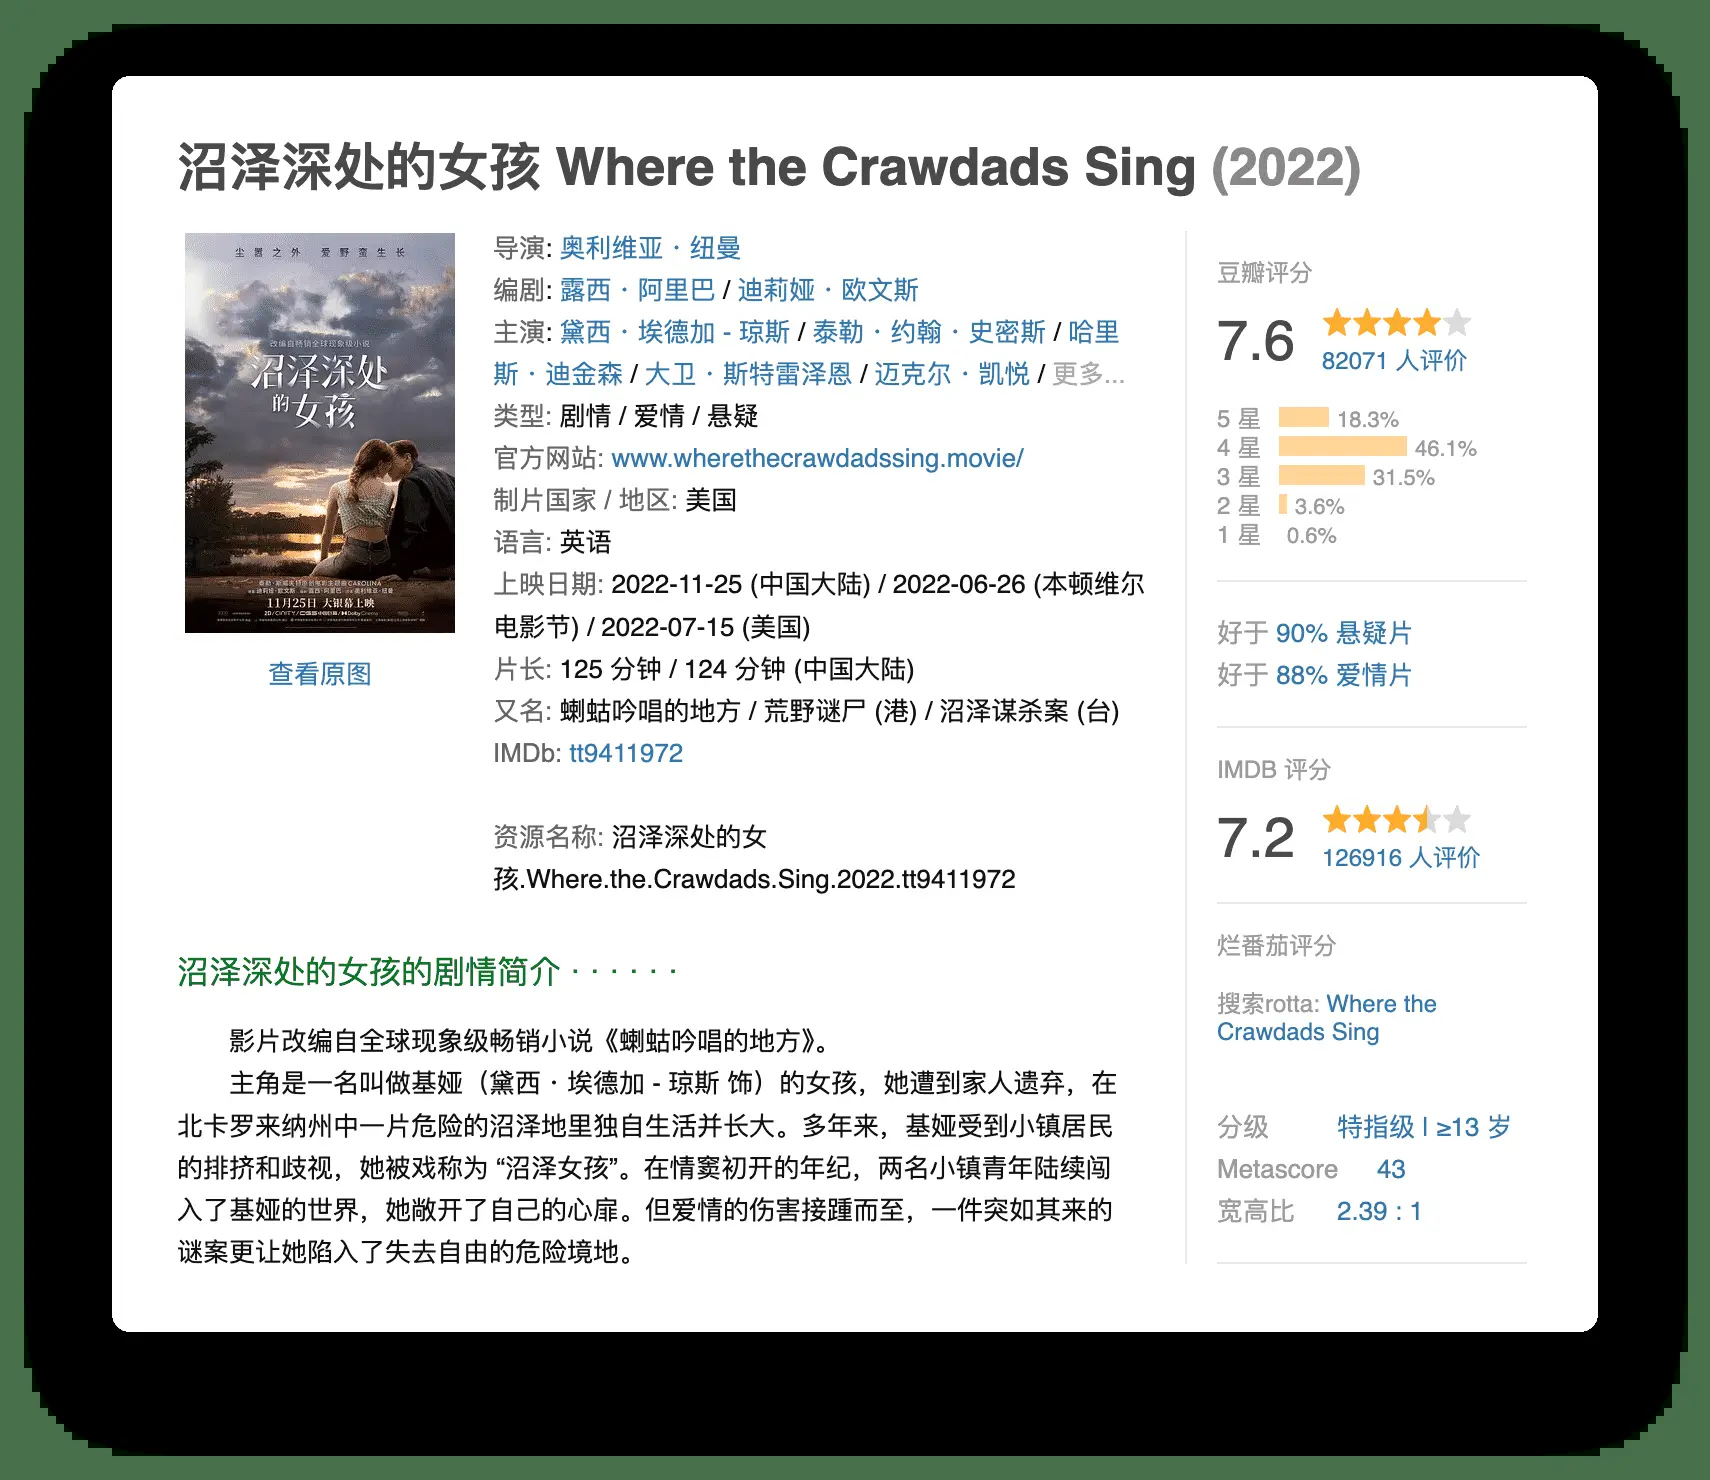 沼泽深处的女孩 Where the Crawdads Sing (2022)
尘嚣之外 爱野蛮生长
改编自畅销全球现象级小说
沼泽深处
的女孩
11月25日 大银幕上映
查看原图
导演: 奥利维亚 · 纽曼
编剧: 露西 · 阿里巴 / 迪莉娅 · 欧文斯
主演: 黛西 · 埃德加 - 琼斯 / 泰勒 · 约翰 · 史密斯 / 哈里
斯 · 迪金森 / 大卫 · 斯特雷泽恩 / 迈克尔 · 凯悦 / 更多...
类型: 剧情 / 爱情 / 悬疑
官方网站: www.wherethecrawdadssing.movie/
制片国家 / 地区: 美国
语言: 英语
上映日期: 2022-11-25 (中国大陆) / 2022-06-26 (本顿维尔
电影节) / 2022-07-15 (美国)
片长: 125 分钟 / 124 分钟 (中国大陆)
又名: 蝲蛄吟唱的地方 / 荒野谜尸 (港) / 沼泽谋杀案 (台)
IMDb: tt9411972
资源名称: 沼泽深处的女
孩.Where.the.Crawdads.Sing.2022.tt9411972
豆瓣评分
7.6
82071 人评价
5 星 18.3%
4 星 46.1%
3 星 31.5%
2 星 3.6%
1 星 0.6%
好于 90% 悬疑片
好于 88% 爱情片
IMDB 评分
7.2
126916 人评价
烂番茄评分
搜索rotta: Where the
Crawdads Sing
分级 特指级 | ≥13 岁
Metascore 43
宽高比 2.39 : 1
沼泽深处的女孩的剧情简介 · · · · · ·
影片改编自全球现象级畅销小说《蝲蛄吟唱的地方》。
主角是一名叫做基娅（黛西 · 埃德加 - 琼斯 饰）的女孩，她遭到家人遗弃，在
北卡罗来纳州中一片危险的沼泽地里独自生活并长大。多年来，基娅受到小镇居民
的排挤和歧视，她被戏称为 “沼泽女孩”。在情窦初开的年纪，两名小镇青年陆续闯
入了基娅的世界，她敞开了自己的心扉。但爱情的伤害接踵而至，一件突如其来的
谜案更让她陷入了失去自由的危险境地。